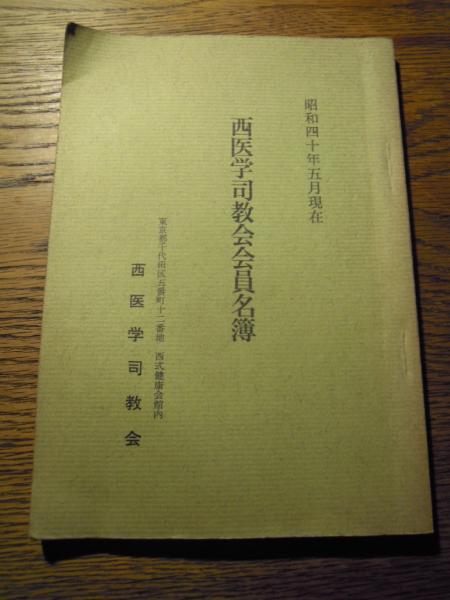 昭和四十年五月現在
西医学司教会会員名簿
東京都千代田区五番町十二番地 西式健康会館内
西医学司教会